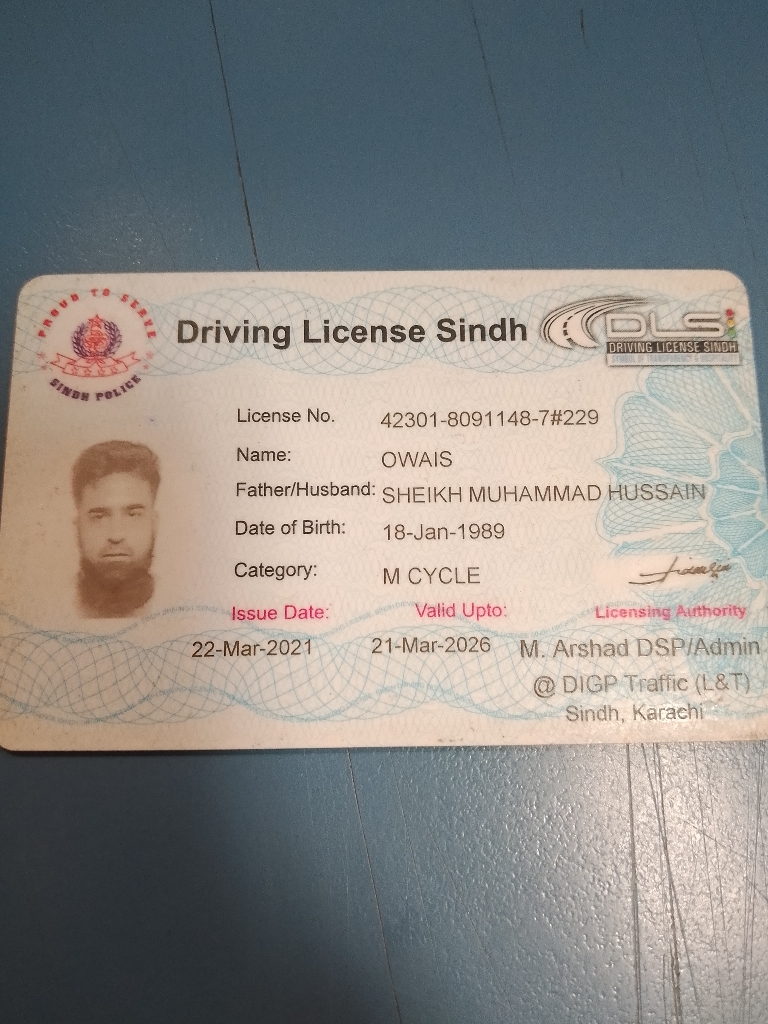 PROUD TO SERVE
SINDH POLICE
Driving License Sindh
DLS
DRIVING LICENSE SINDH
License No. 42301-8091148-7#229
Name: OWAIS
Father/Husband: SHEIKH MUHAMMAD HUSSAIN
Date of Birth: 18-Jan-1989
Category: M CYCLE
Issue Date: Valid Upto: Licensing Authority
22-Mar-2021 21-Mar-2026 M. Arshad DSP/Admin
@ DIGP Traffic (L&T)
Sindh, Karachi